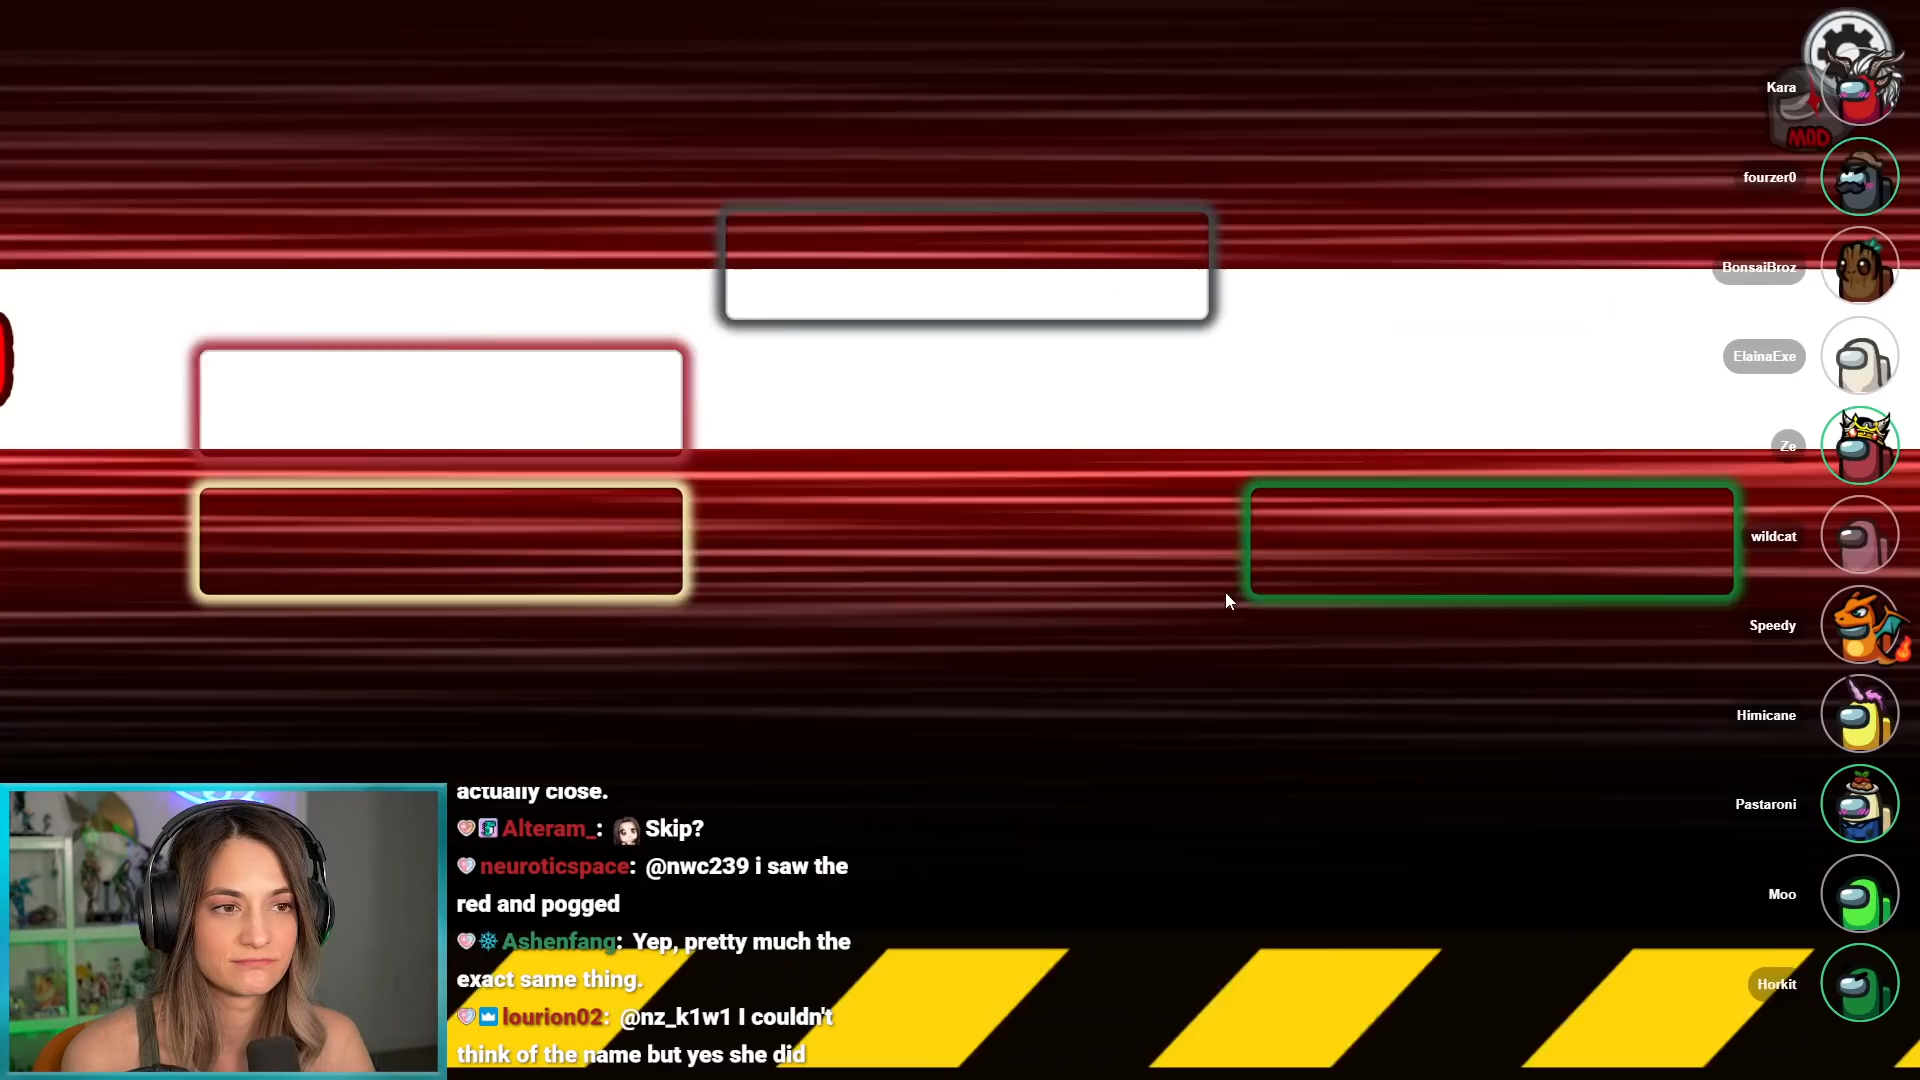 Kara
MOD
fourzer0
BonsaiBroz
ElainaExe
Ze
wildcat
Speedy
Himicane
Pastaroni
Moo
Horkit
actually close.
Alteram_: Skip?
neuroticspace: @nwc239 i saw the
red and pogged
Ashenfang: Yep, pretty much the
exact same thing.
lourion02: @nz_k1w1 I couldn't
think of the name but yes she did